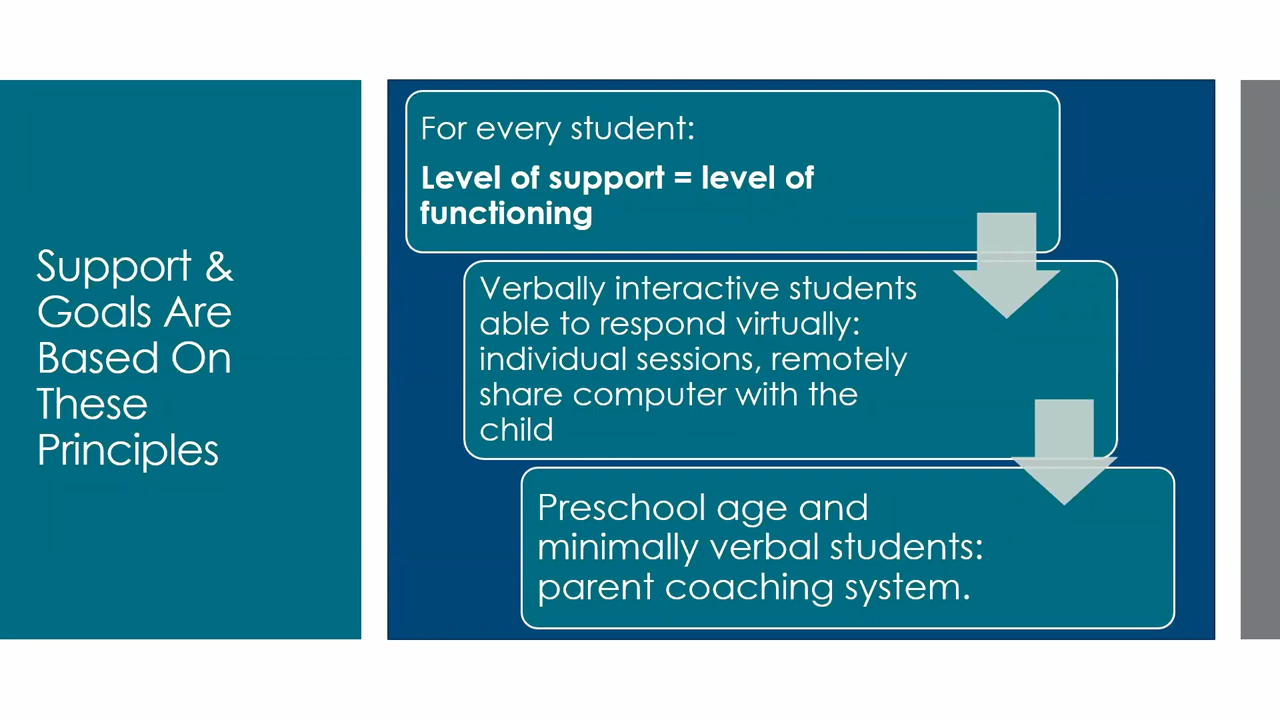 Support &
Goals Are
Based On
These
Principles
For every student:
Level of support = level of
functioning
Verbally interactive students
able to respond virtually:
individual sessions, remotely
share computer with the
child
Preschool age and
minimally verbal students:
parent coaching system.